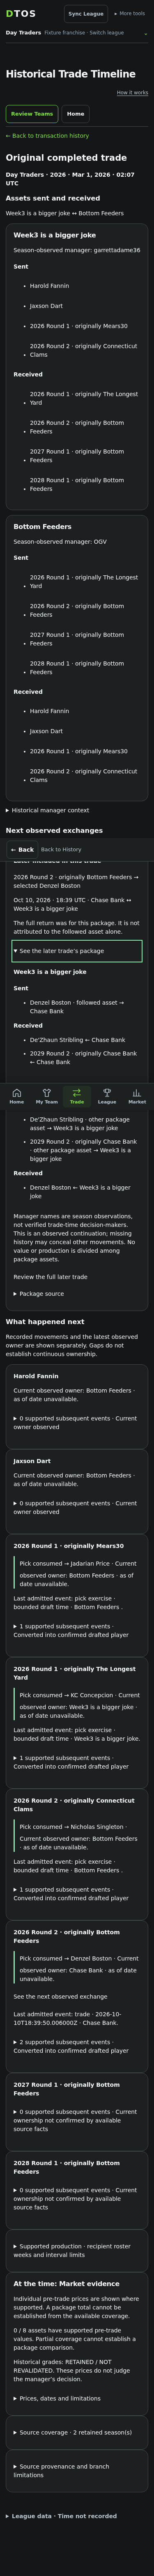 DTOS
Sync League
▸ More tools
Day Traders Fixture franchise · Switch league
Historical Trade Timeline
How it works
Review Teams
Home
← Back to transaction history
Original completed trade
Day Traders · 2026 · Mar 1, 2026 · 02:07
UTC
Assets sent and received
Week3 is a bigger joke ↔ Bottom Feeders
Week3 is a bigger joke
Season-observed manager: garrettadame36
Sent
• Harold Fannin
• Jaxson Dart
• 2026 Round 1 · originally Mears30
2026 Round 2 · originally Connecticut
• Clams
Received
2026 Round 1 · originally The Longest
• Yard
2026 Round 2 · originally Bottom
• Feeders
2027 Round 1 · originally Bottom
• Feeders
2028 Round 1 · originally Bottom
• Feeders
Bottom Feeders
Season-observed manager: OGV
Sent
2026 Round 1 · originally The Longest
• Yard
2026 Round 2 · originally Bottom
• Feeders
2027 Round 1 · originally Bottom
• Feeders
2028 Round 1 · originally Bottom
• Feeders
Received
• Harold Fannin
• Jaxson Dart
• 2026 Round 1 · originally Mears30
2026 Round 2 · originally Connecticut
• Clams
▸ Historical manager context
Next observed exchanges
← Back
Back to History
Later included in this trade
2026 Round 2 · originally Bottom Feeders →
selected Denzel Boston
Oct 10, 2026 · 18:39 UTC · Chase Bank ↔
Week3 is a bigger joke
The full return was for this package. It is not
attributed to the followed asset alone.
▾ See the later trade's package
Week3 is a bigger joke
Sent
• Denzel Boston · followed asset →
Chase Bank
Received
• De'Zhaun Stribling ← Chase Bank
• 2029 Round 2 · originally Chase Bank
← Chase Bank
Home
My Team
Trade
League
Market
• De'Zhaun Stribling · other package
asset → Week3 is a bigger joke
• 2029 Round 2 · originally Chase Bank
· other package asset → Week3 is a
bigger joke
Received
• Denzel Boston ← Week3 is a bigger
joke
Manager names are season observations,
not verified trade-time decision-makers.
This is an observational continuation;
missing history may conceal other
movements. No value or production is divided among
package assets.
Review the full later trade
▸ Package source
What happened next
Recorded movements and the latest observed
owner are shown separately. Gaps do not
establish continuous ownership.
Harold Fannin
Current observed owner: Bottom Feeders ·
as of date unavailable.
▸ 0 supported subsequent events · Current
owner observed
Jaxson Dart
Current observed owner: Bottom Feeders ·
as of date unavailable.
▸ 0 supported subsequent events · Current
owner observed
2026 Round 1 · originally Mears30
Pick consumed → Jadarian Price · Current
observed owner: Bottom Feeders · as of
date unavailable.
Last admitted event: pick exercise ·
bounded draft time · Bottom Feeders .
▸ 1 supported subsequent events ·
Converted into confirmed drafted player
2026 Round 1 · originally The Longest
Yard
Pick consumed → KC Concepcion · Current
observed owner: Week3 is a bigger joke ·
as of date unavailable.
Last admitted event: pick exercise ·
bounded draft time · Week3 is a bigger joke.
▸ 1 supported subsequent events ·
Converted into confirmed drafted player
2026 Round 2 · originally Connecticut
Clams
Pick consumed → Nicholas Singleton ·
Current observed owner: Bottom Feeders
· as of date unavailable.
Last admitted event: pick exercise ·
bounded draft time · Bottom Feeders .
▸ 1 supported subsequent events ·
Converted into confirmed drafted player
2026 Round 2 · originally Bottom
Feeders
Pick consumed → Denzel Boston · Current
observed owner: Chase Bank · as of date
unavailable.
See the next observed exchange
Last admitted event: trade · 2026-10-
10T18:39:50.006000Z · Chase Bank.
▸ 2 supported subsequent events ·
Converted into confirmed drafted player
2027 Round 1 · originally Bottom
Feeders
▸ 0 supported subsequent events · Current
ownership not confirmed by available
source facts
2028 Round 1 · originally Bottom
Feeders
▸ 0 supported subsequent events · Current
ownership not confirmed by available
source facts
▸ Supported production · recipient roster
weeks and interval limits
At the time: Market evidence
Individual pre-trade prices are shown where
supported. A package total cannot be
established from the available coverage.
0 / 8 assets have supported pre-trade
values. Partial coverage cannot establish a
package comparison.
Historical grades: RETAINED / NOT
REVALIDATED. These prices do not judge
the manager's decision.
▸ Prices, dates and limitations
▸ Source coverage · 2 retained season(s)
▸ Source provenance and branch
limitations
▸ League data · Time not recorded